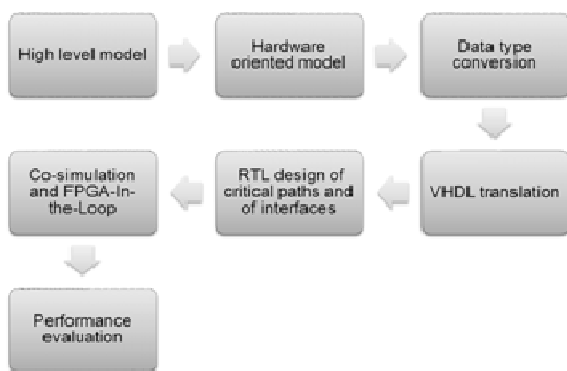 High level model
Hardware
oriented model
Data type
conversion
VHDL translation
RTL design of
critical paths and
of interfaces
Co-simulation
and FPGA-In-
the-Loop
Performance
evaluation